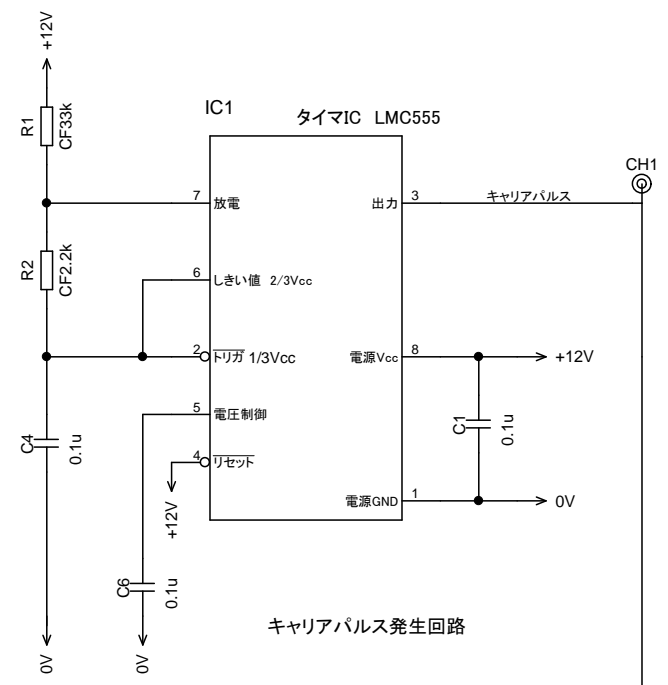 +12V
R1
CF33k
IC1
タイマIC LMC555
CH1
7
放電
出力
3
キャリアパルス
R2
CF2.2k
6
しきい値 2/3Vcc
2
トリガ 1/3Vcc
電源Vcc
8
+12V
5
電圧制御
C4
0.1u
C1
0.1u
4
リセット
+12V
電源GND
1
0V
C6
0.1u
キャリアパルス発生回路
0V
0V